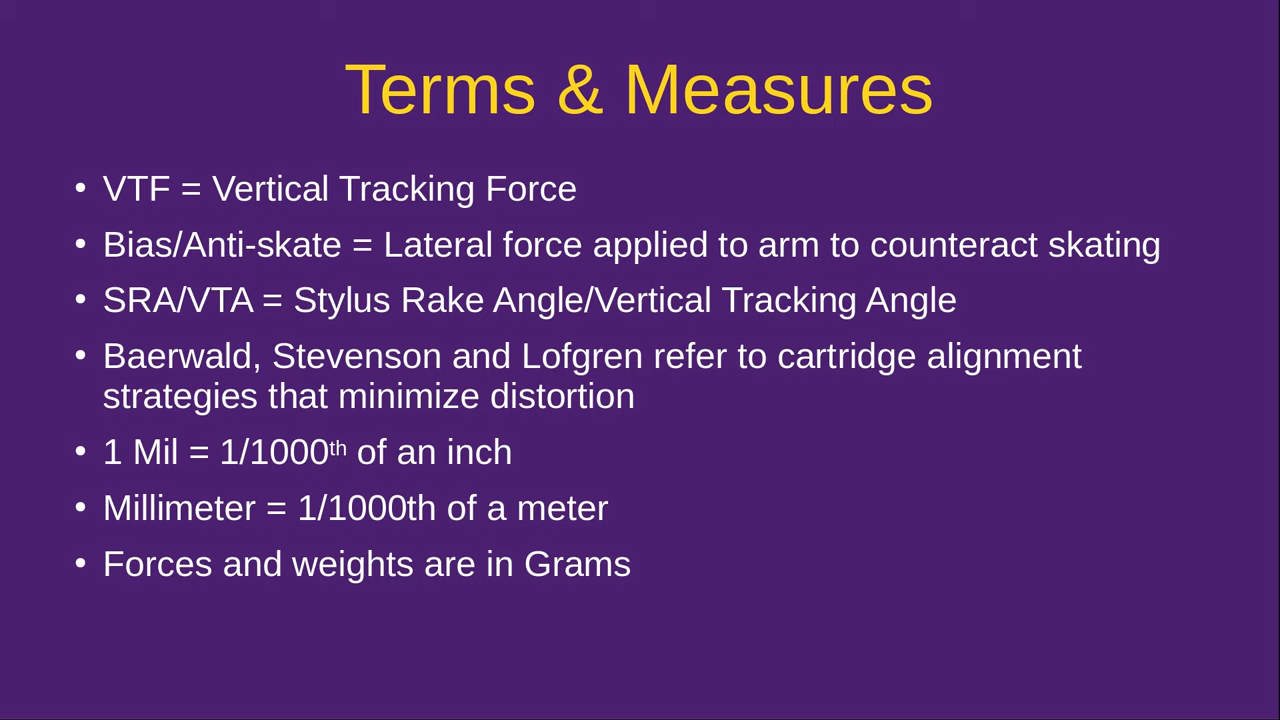 Terms & Measures
• VTF = Vertical Tracking Force
• Bias/Anti-skate = Lateral force applied to arm to counteract skating
• SRA/VTA = Stylus Rake Angle/Vertical Tracking Angle
• Baerwald, Stevenson and Lofgren refer to cartridge alignment
strategies that minimize distortion
• 1 Mil = 1/1000th of an inch
• Millimeter = 1/1000th of a meter
• Forces and weights are in Grams